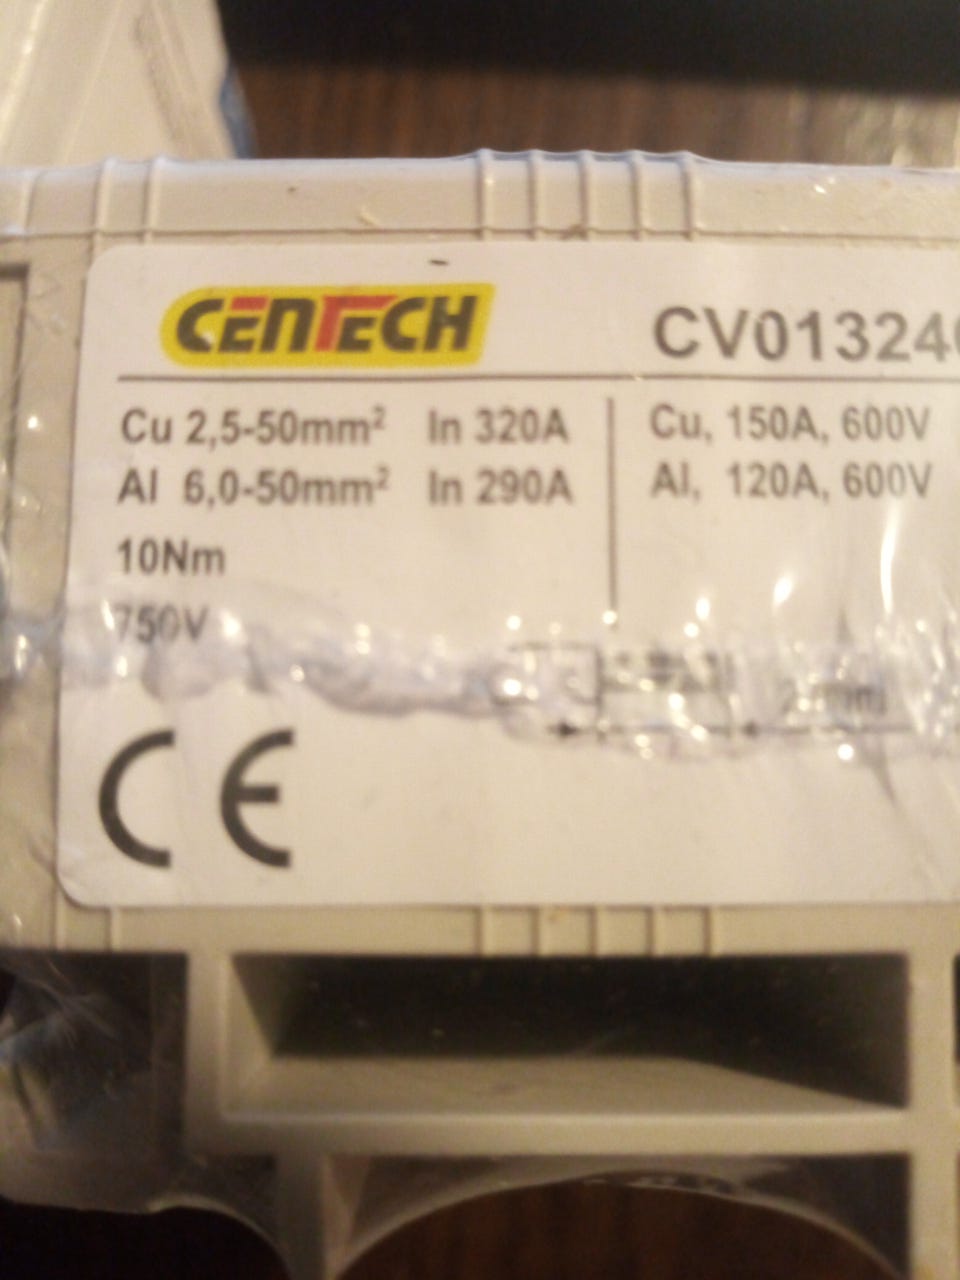 CENTECH
CV01324
Cu 2,5-50mm² In 320A
Al 6,0-50mm² In 290A
10Nm
750V
Cu, 150A, 600V
Al, 120A, 600V
CE